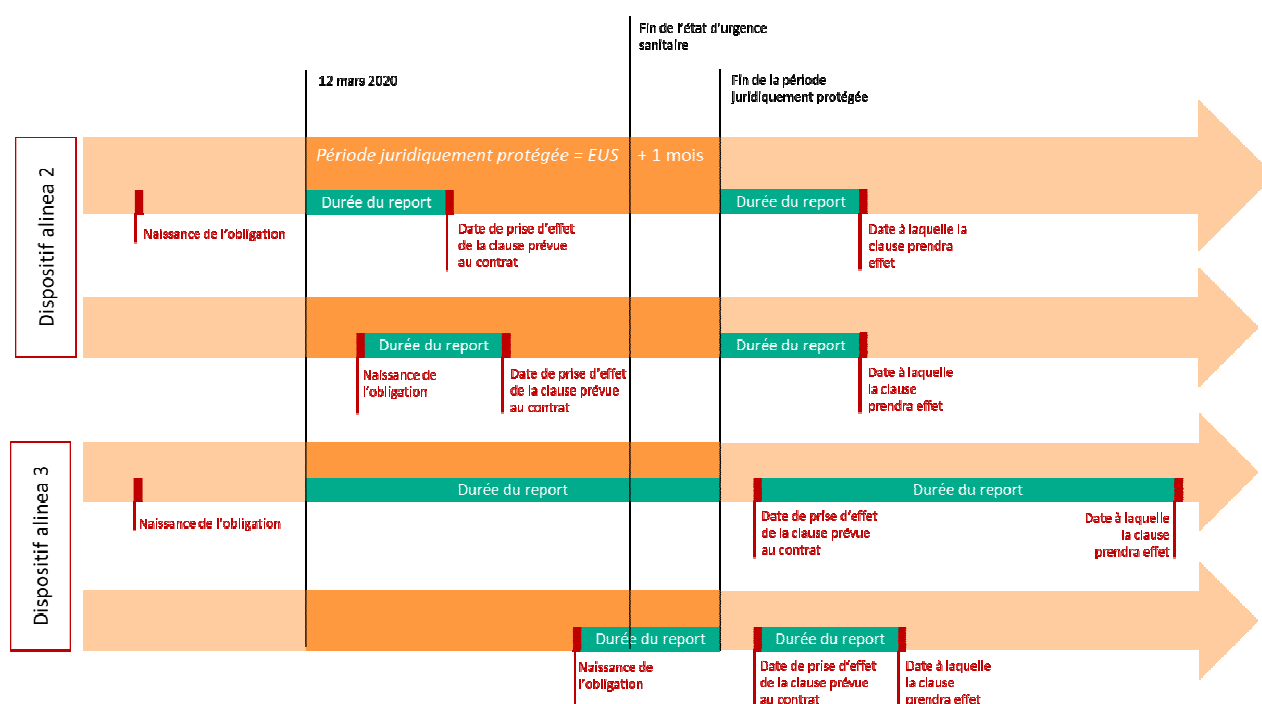 Fin de l'état d'urgence
sanitaire
12 mars 2020
Fin de la période
juridiquement protégée
Dispositif alinea 2
Période juridiquement protégée = EUS + 1 mois
Durée du report
Durée du report
Naissance de l'obligation
Date de prise d'effet
de la clause prévue
au contrat
Date à laquelle la
clause prendra
effet
Durée du report
Durée du report
Naissance de
l'obligation
Date de prise d'effet
de la clause prévue
au contrat
Date à laquelle
la clause
prendra effet
Dispositif alinea 3
Durée du report
Durée du report
Naissance de l'obligation
Date de prise d'effet
de la clause prévue
au contrat
Date à laquelle
la clause
prendra effet
Durée du report
Durée du report
Naissance de
l'obligation
Date de prise d'effet
de la clause prévue
au contrat
Date à laquelle
la clause
prendra effet